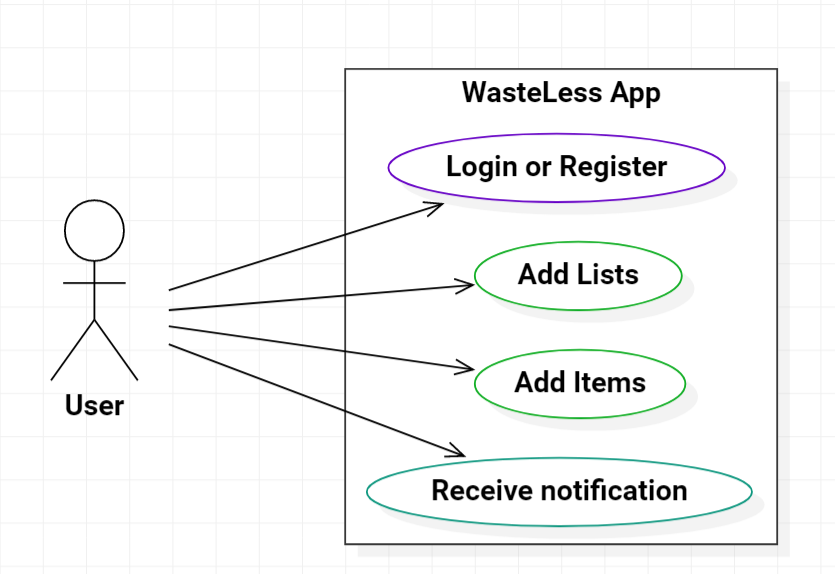 WasteLess App
Login or Register
Add Lists
Add Items
User
Receive notification